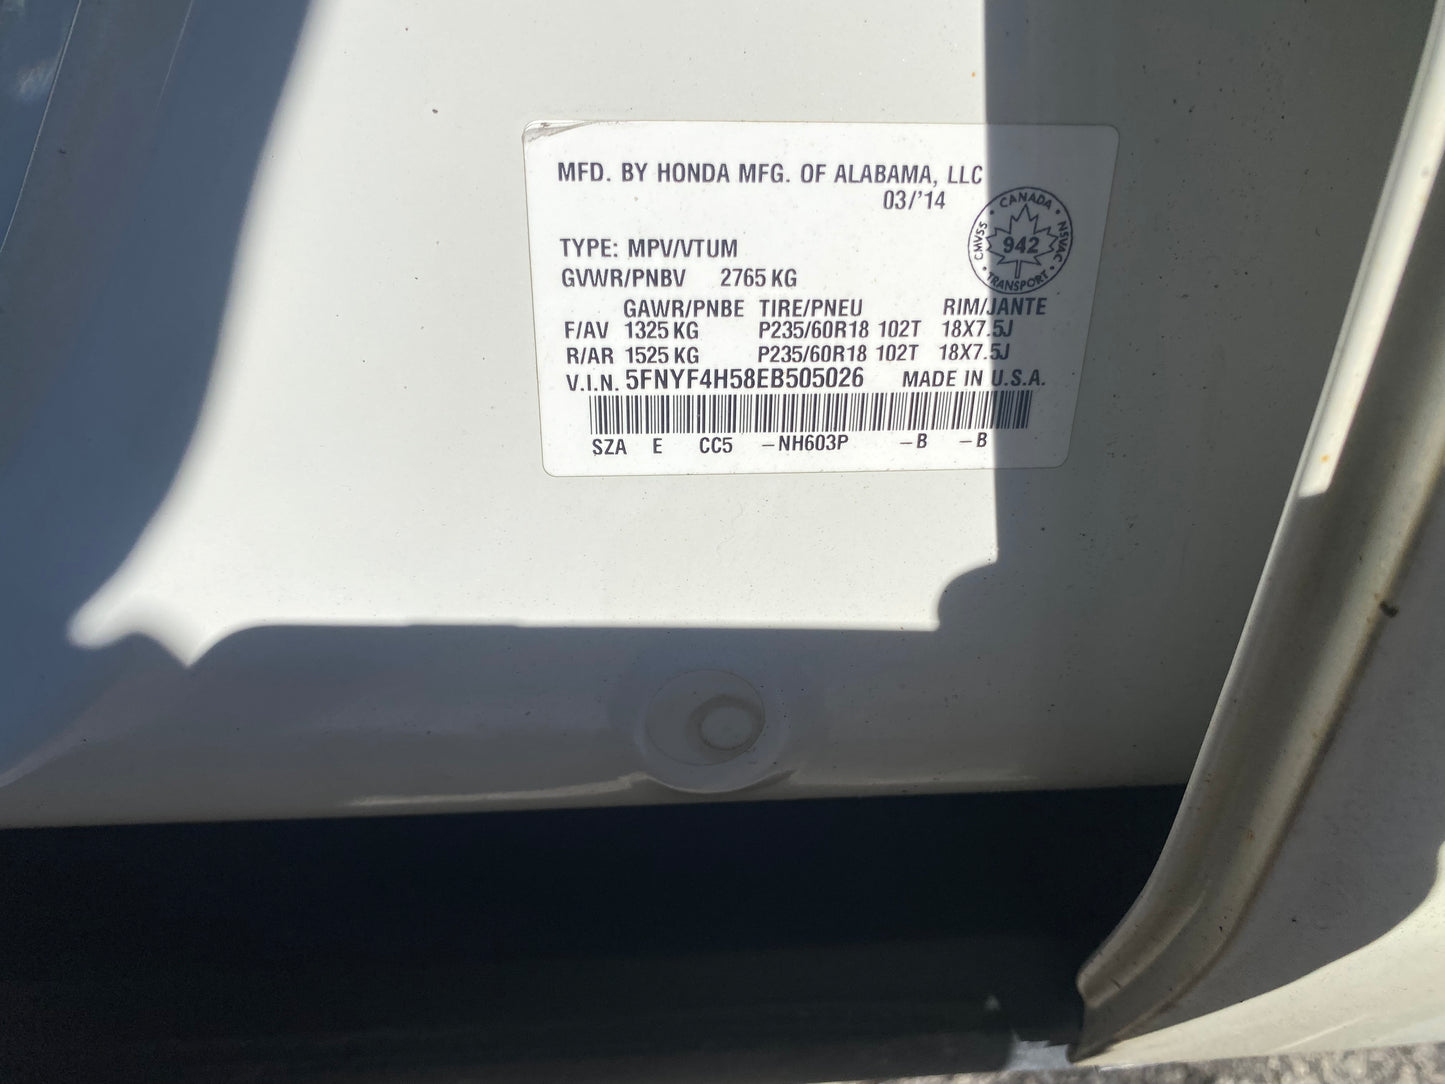 MFD. BY HONDA MFG. OF ALABAMA, LLC
03/'14
CANADA
CMVSS 942 NSVAC
TRANSPORT
TYPE: MPV/VTUM
GVWR/PNBV 2765 KG
GAWR/PNBE TIRE/PNEU RIM/JANTE
F/AV 1325 KG P235/60R18 102T 18X7.5J
R/AR 1525 KG P235/60R18 102T 18X7.5J
V.I.N. 5FNYF4H58EB505026 MADE IN U.S.A.
SZA E CC5 -NH603P -B -B